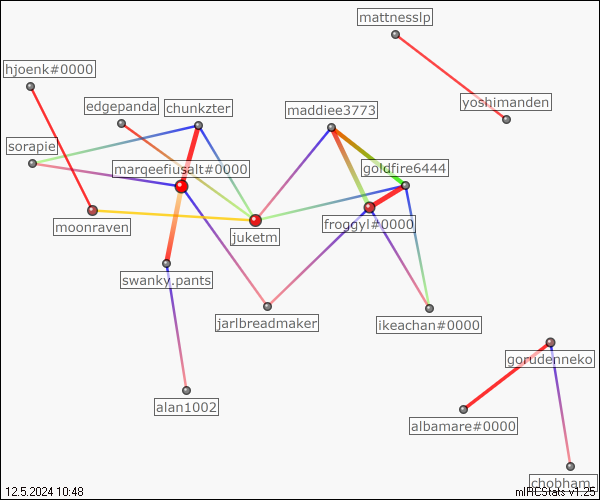 mattnesslp
hjoenk#0000
edgepanda
chunkzter
maddiee3773
yoshimanden
sorapie
margeefiusalt#0000
goldfire6444
moonraven
juketm
froggyl#0000
swanky.pants
jarlbreadmaker
ikeachan#0000
gorudenneko
alan1002
albamare#0000
chobham
12.5.2024 10:48
mIRCStats v1.25